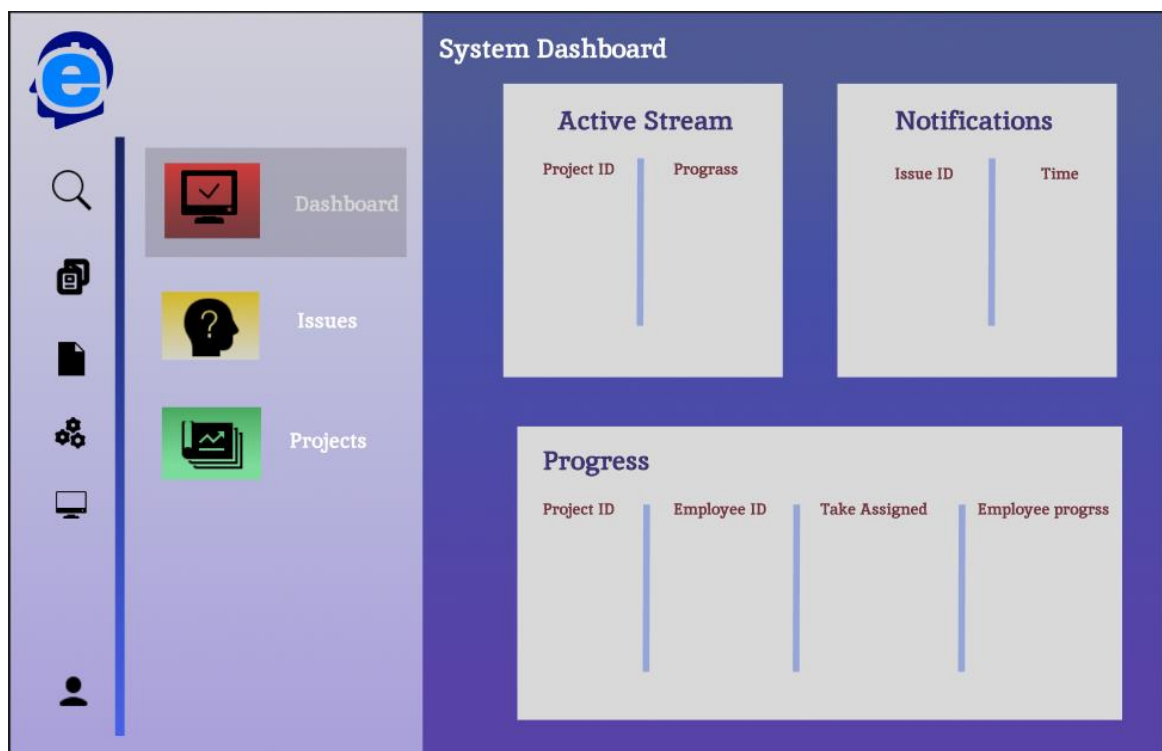 e
System Dashboard
Dashboard
Issues
?
Projects
Active Stream
Project ID Prograss
Notifications
Issue ID Time
Progress
Project ID Employee ID Take Assigned Employee progrss